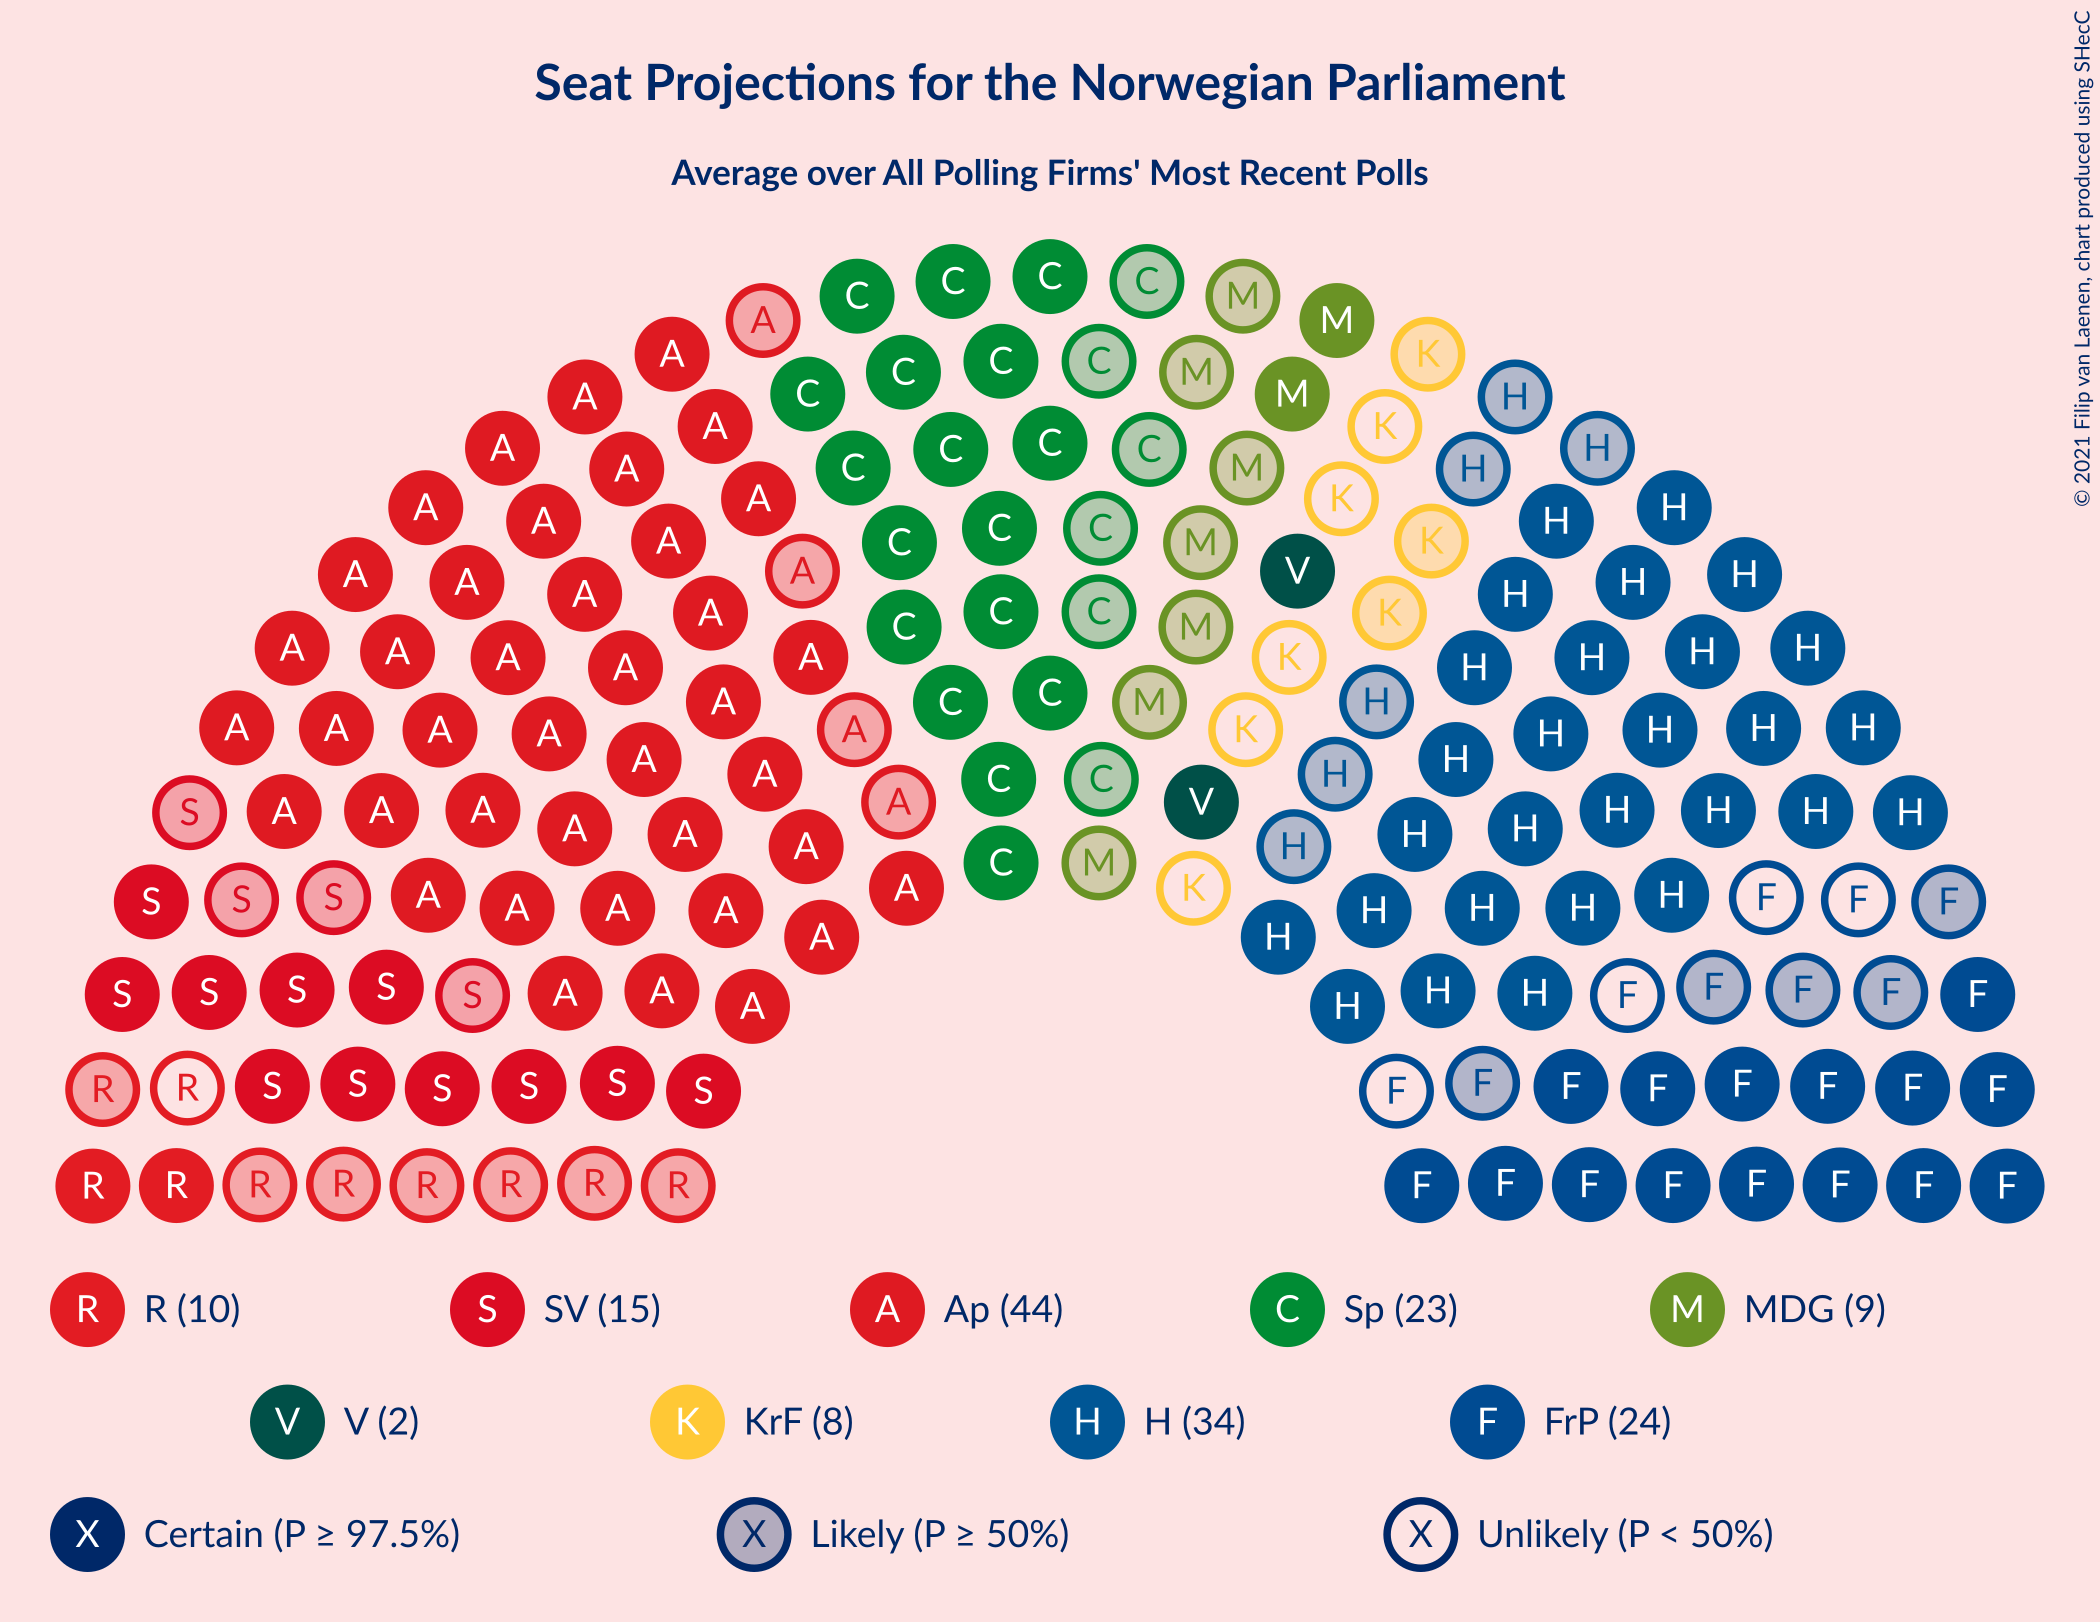 Seat Projections for the Norwegian Parliament
Average over All Polling Firms' Most Recent Polls
© 2021 Filip van Laenen, chart produced using SHecC
C C C C M
A M
A C C C M K
A C M H
A K
A C C C H
A C M H
A A K H
A A C C C M K H
A A A V H H
A A C C C M K H
A A A A A K H H H H
A C C M H
A A A A A K H H H H
A A C C H H
S A A A A A A V H H H H H H
A C M H
S S S A A A A A K H H H H F F F
A H
S S S S S A A A H H H F F F F F
R R S S S S S S F F F F F F F F
R R R R R R R R F F F F F F F F
R R (10) S SV (15) A Ap (44) C Sp (23) M MDG (9)
V V (2) K KrF (8) H H (34) F FrP (24)
X Certain (P ≥ 97.5%) X Likely (P ≥ 50%) X Unlikely (P < 50%)